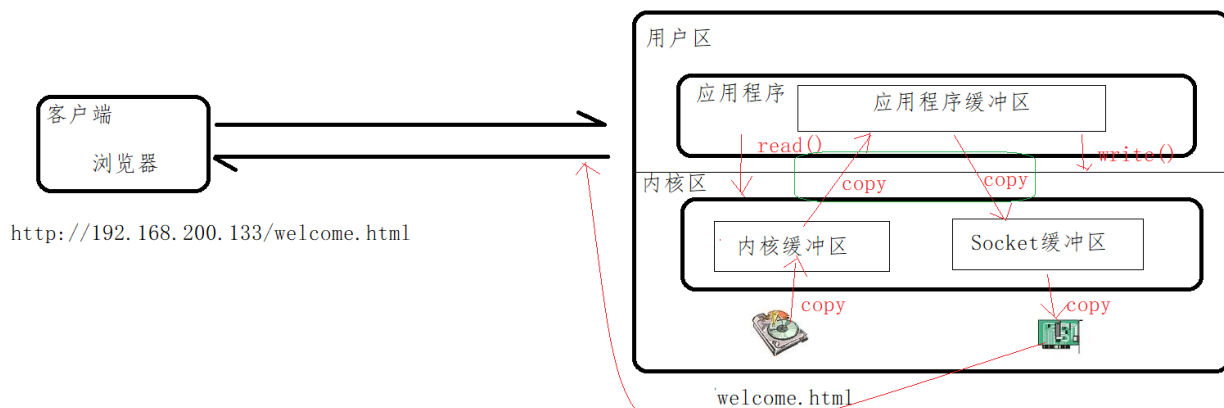 用户区
应用程序
应用程序缓冲区
客户端
浏览器
read()
write()
内核区
copy
copy
http://192.168.200.133/welcome.html
内核缓冲区
Socket缓冲区
copy
copy
welcome.html